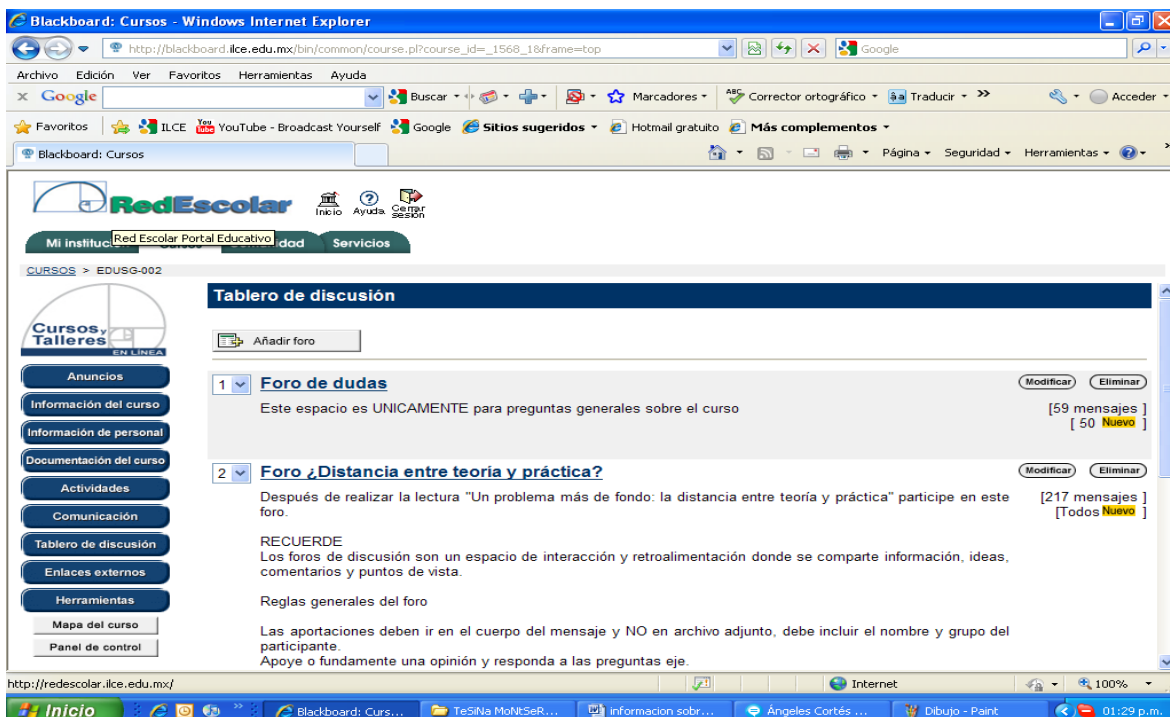 Blackboard: Cursos - Windows Internet Explorer
http://blackboard.ilce.edu.mx/bin/common/course.pl?course_id=_1568_1&frame=top
Google
Archivo Edición Ver Favoritos Herramientas Ayuda
x Google Buscar Marcadores ABC Corrector ortográfico aa Traducir >> Acceder
Favoritos ILCE You Tube YouTube - Broadcast Yourself Google Sitios sugeridos Hotmail gratuito Más complementos
Blackboard: Cursos Página Seguridad Herramientas
RedEscolar Inicio Ayuda Cerrar sesión
Mi Red Escolar Portal Educativo Servicios
CURSOS > EDUSG-002
Tablero de discusión
Cursos y
Talleres
EN LÍNEA
Añadir foro
Anuncios
Información del curso
Información de personal
Documentación del curso
Actividades
Comunicación
Tablero de discusión
Enlaces externos
Herramientas
Mapa del curso
Panel de control
1 Foro de dudas Modificar Eliminar
Este espacio es UNICAMENTE para preguntas generales sobre el curso [59 mensajes ]
[ 50 Nuevo ]
2 Foro ¿Distancia entre teoría y práctica? Modificar Eliminar
Después de realizar la lectura "Un problema más de fondo: la distancia entre teoría y práctica" participe en este [217 mensajes ]
foro. [Todos Nuevo ]
RECUERDE
Los foros de discusión son un espacio de interacción y retroalimentación donde se comparte información, ideas,
comentarios y puntos de vista.
Reglas generales del foro
Las aportaciones deben ir en el cuerpo del mensaje y NO en archivo adjunto, debe incluir el nombre y grupo del
participante.
Apoye o fundamente una opinión y responda a las preguntas eje.
http://redescolar.ilce.edu.mx/ Internet 100%
Inicio Blackboard: Curs... TeSiNa MoNtSeR... informacion sobr... Ángeles Cortés ... Dibujo - Paint 01:29 p.m.